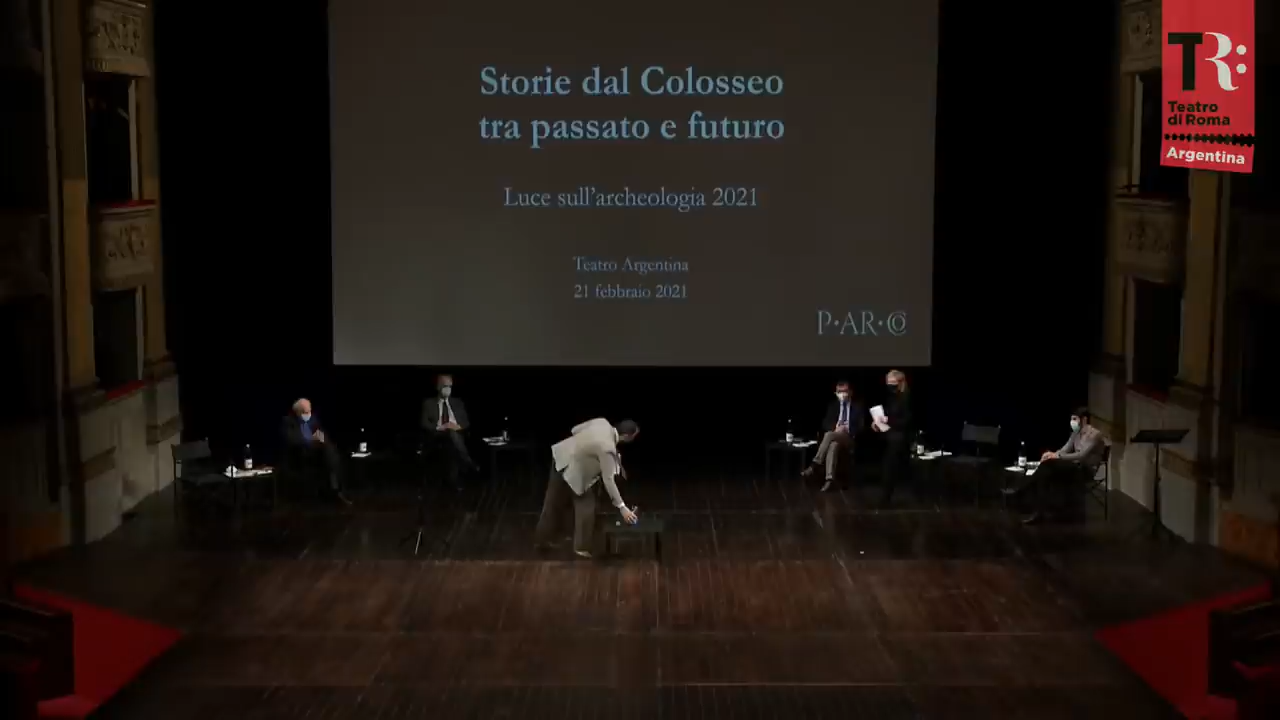 Storie dal Colosseo
tra passato e futuro
Luce sull'archeologia 2021
Teatro Argentina
21 febbraio 2021
P·AR·CO
TR:
Teatro
di Roma
Argentina